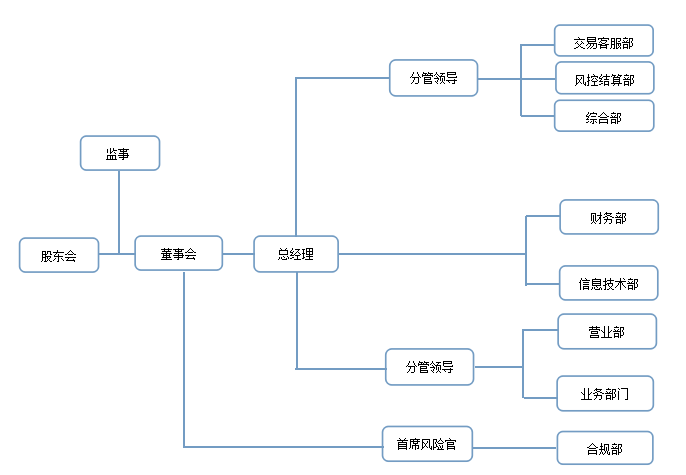 交易客服部
分管领导
风控结算部
综合部
监事
财务部
股东会
董事会
总经理
信息技术部
营业部
分管领导
业务部门
首席风险官
合规部